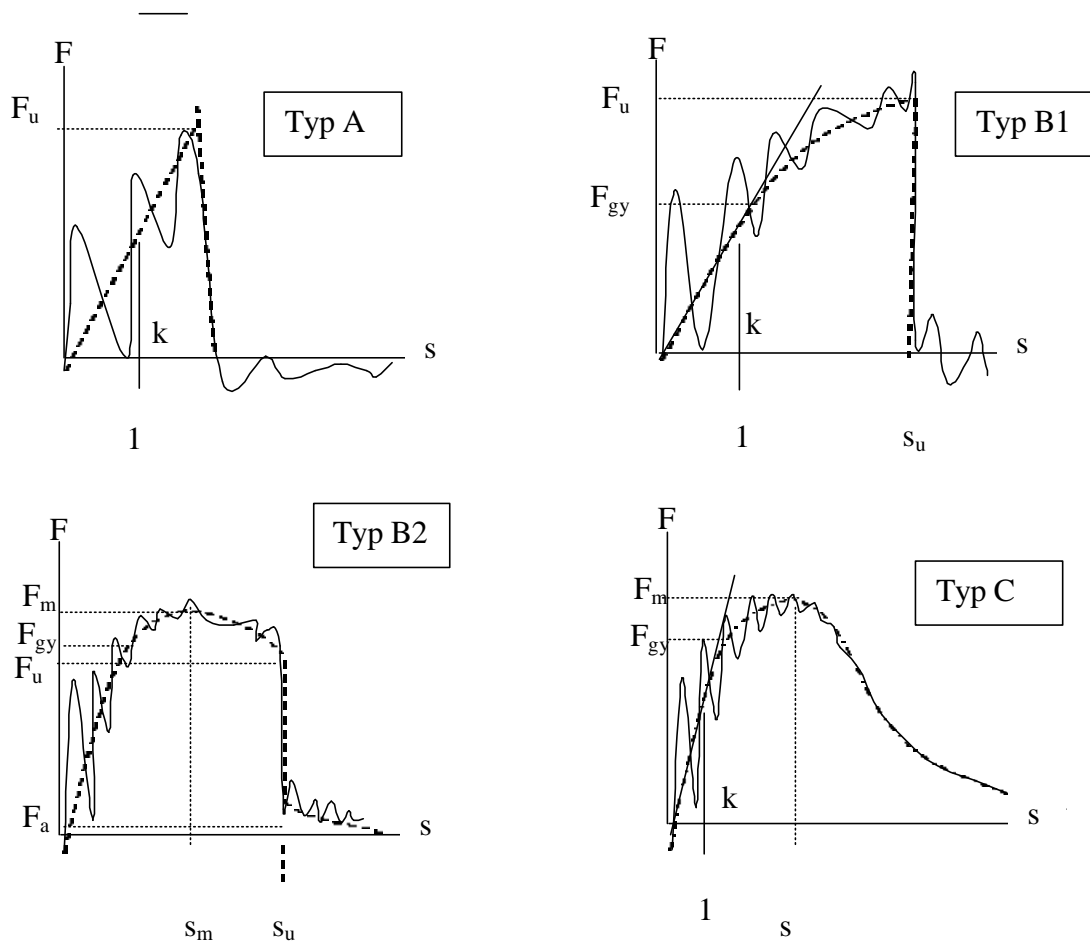 F
F_u
Typ A
k
s
1
F
F_u
Typ B1
F_gy
k
s
1
s_u
F
Typ B2
F_m
F_gy
F_u
F_a
s
s_m
s_u
F
Typ C
F_m
F_gy
k
s
1
s